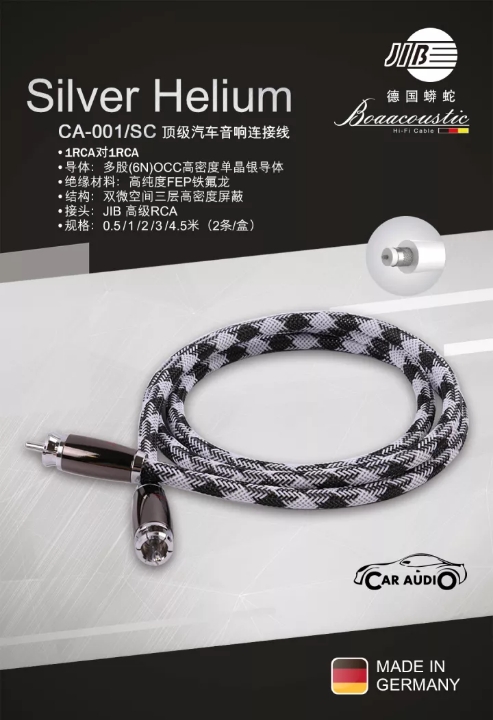 JIB
德国蟒蛇
Boaacoustic
Hi-Fi Cable
Silver Helium
CA-001/SC 顶级汽车音响连接线
•1RCA对1RCA
•导体：多股(6N)OCC高密度单晶银导体
•绝缘材料：高纯度FEP铁氟龙
•结构：双微空间三层高密度屏蔽
•接头：JIB 高级RCA
•规格：0.5/1/2/3/4.5米（2条/盒）
CAR AUDIO
MADE IN
GERMANY